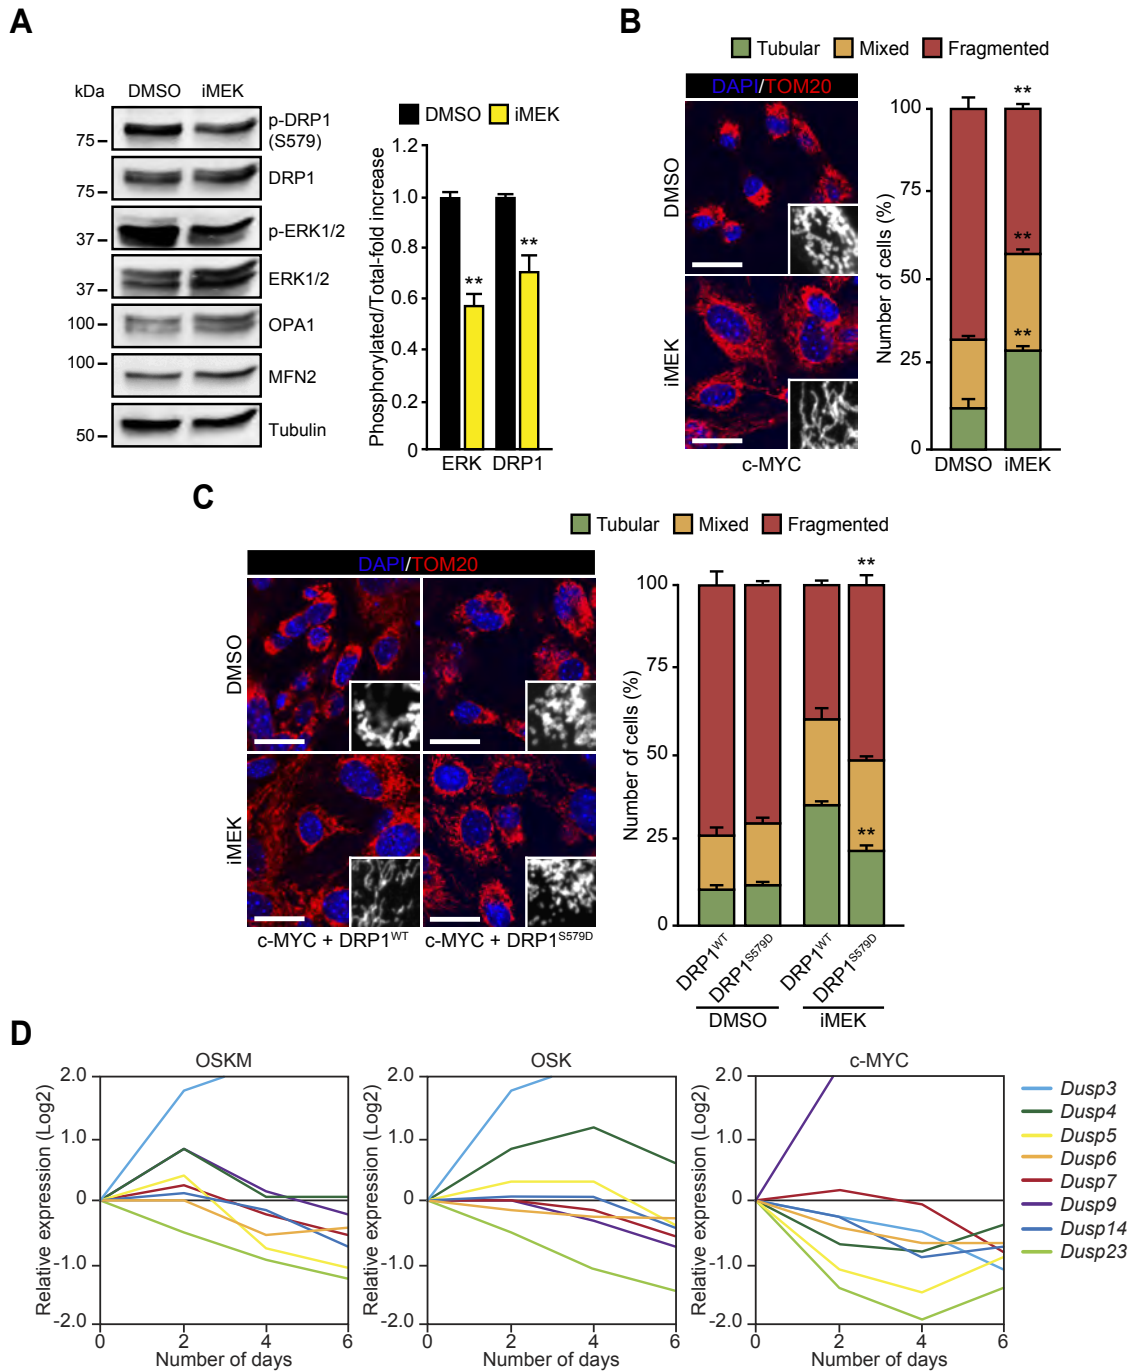 A
kDa
DMSO
iMEK
75
p-DRP1
(S579)
75
DRP1
37
p-ERK1/2
37
ERK1/2
100
OPA1
100
MFN2
50
Tubulin
DMSO
iMEK
Phosphorylated/Total-fold increase
1.2
1.0
0.8
0.6
0.4
0.2
0
ERK
DRP1
**
**
B
Tubular
Mixed
Fragmented
DAPI/TOM20
DMSO
iMEK
c-MYC
Number of cells (%)
100
75
50
25
0
**
**
**
DMSO
iMEK
C
Tubular
Mixed
Fragmented
DAPI/TOM20
DMSO
iMEK
c-MYC + DRP1WT
c-MYC + DRP1S579D
Number of cells (%)
100
75
50
25
0
**
**
DRP1WT
DRP1S579D
DRP1WT
DRP1S579D
DMSO
iMEK
D
OSKM
Relative expression (Log2)
2.0
1.0
0
-1.0
-2.0
0
2
4
6
Number of days
OSK
Relative expression (Log2)
2.0
1.0
0
-1.0
-2.0
0
2
4
6
Number of days
c-MYC
Relative expression (Log2)
2.0
1.0
0
-1.0
-2.0
0
2
4
6
Number of days
Dusp3
Dusp4
Dusp5
Dusp6
Dusp7
Dusp9
Dusp14
Dusp23